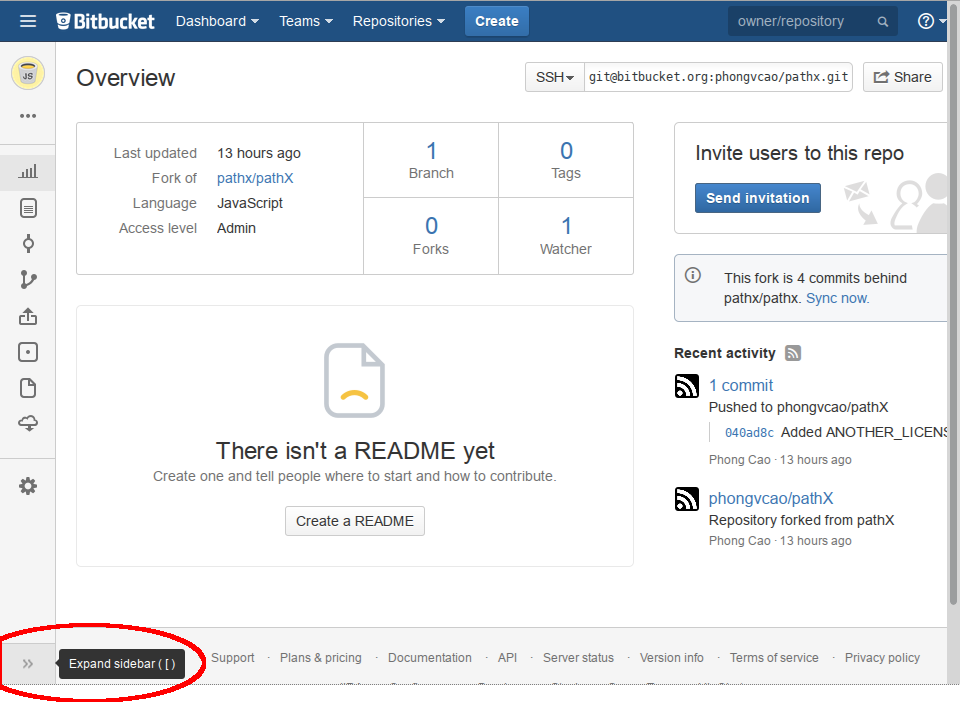 Bitbucket Dashboard Teams Repositories Create owner/repository
JS
Overview
SSH git@bitbucket.org:phongvcao/pathx.git Share
Last updated 13 hours ago
Fork of pathx/pathX
Language JavaScript
Access level Admin
1
Branch
0
Tags
0
Forks
1
Watcher
Invite users to this repo
Send invitation
This fork is 4 commits behind
pathx/pathx. Sync now.
There isn't a README yet
Create one and tell people where to start and how to contribute.
Create a README
Recent activity
1 commit
Pushed to phongvcao/pathX
040ad8c Added ANOTHER_LICENS
Phong Cao · 13 hours ago
phongvcao/pathX
Repository forked from pathX
Phong Cao · 13 hours ago
Expand sidebar ( [ )
Support · Plans & pricing · Documentation · API · Server status · Version info · Terms of service · Privacy policy